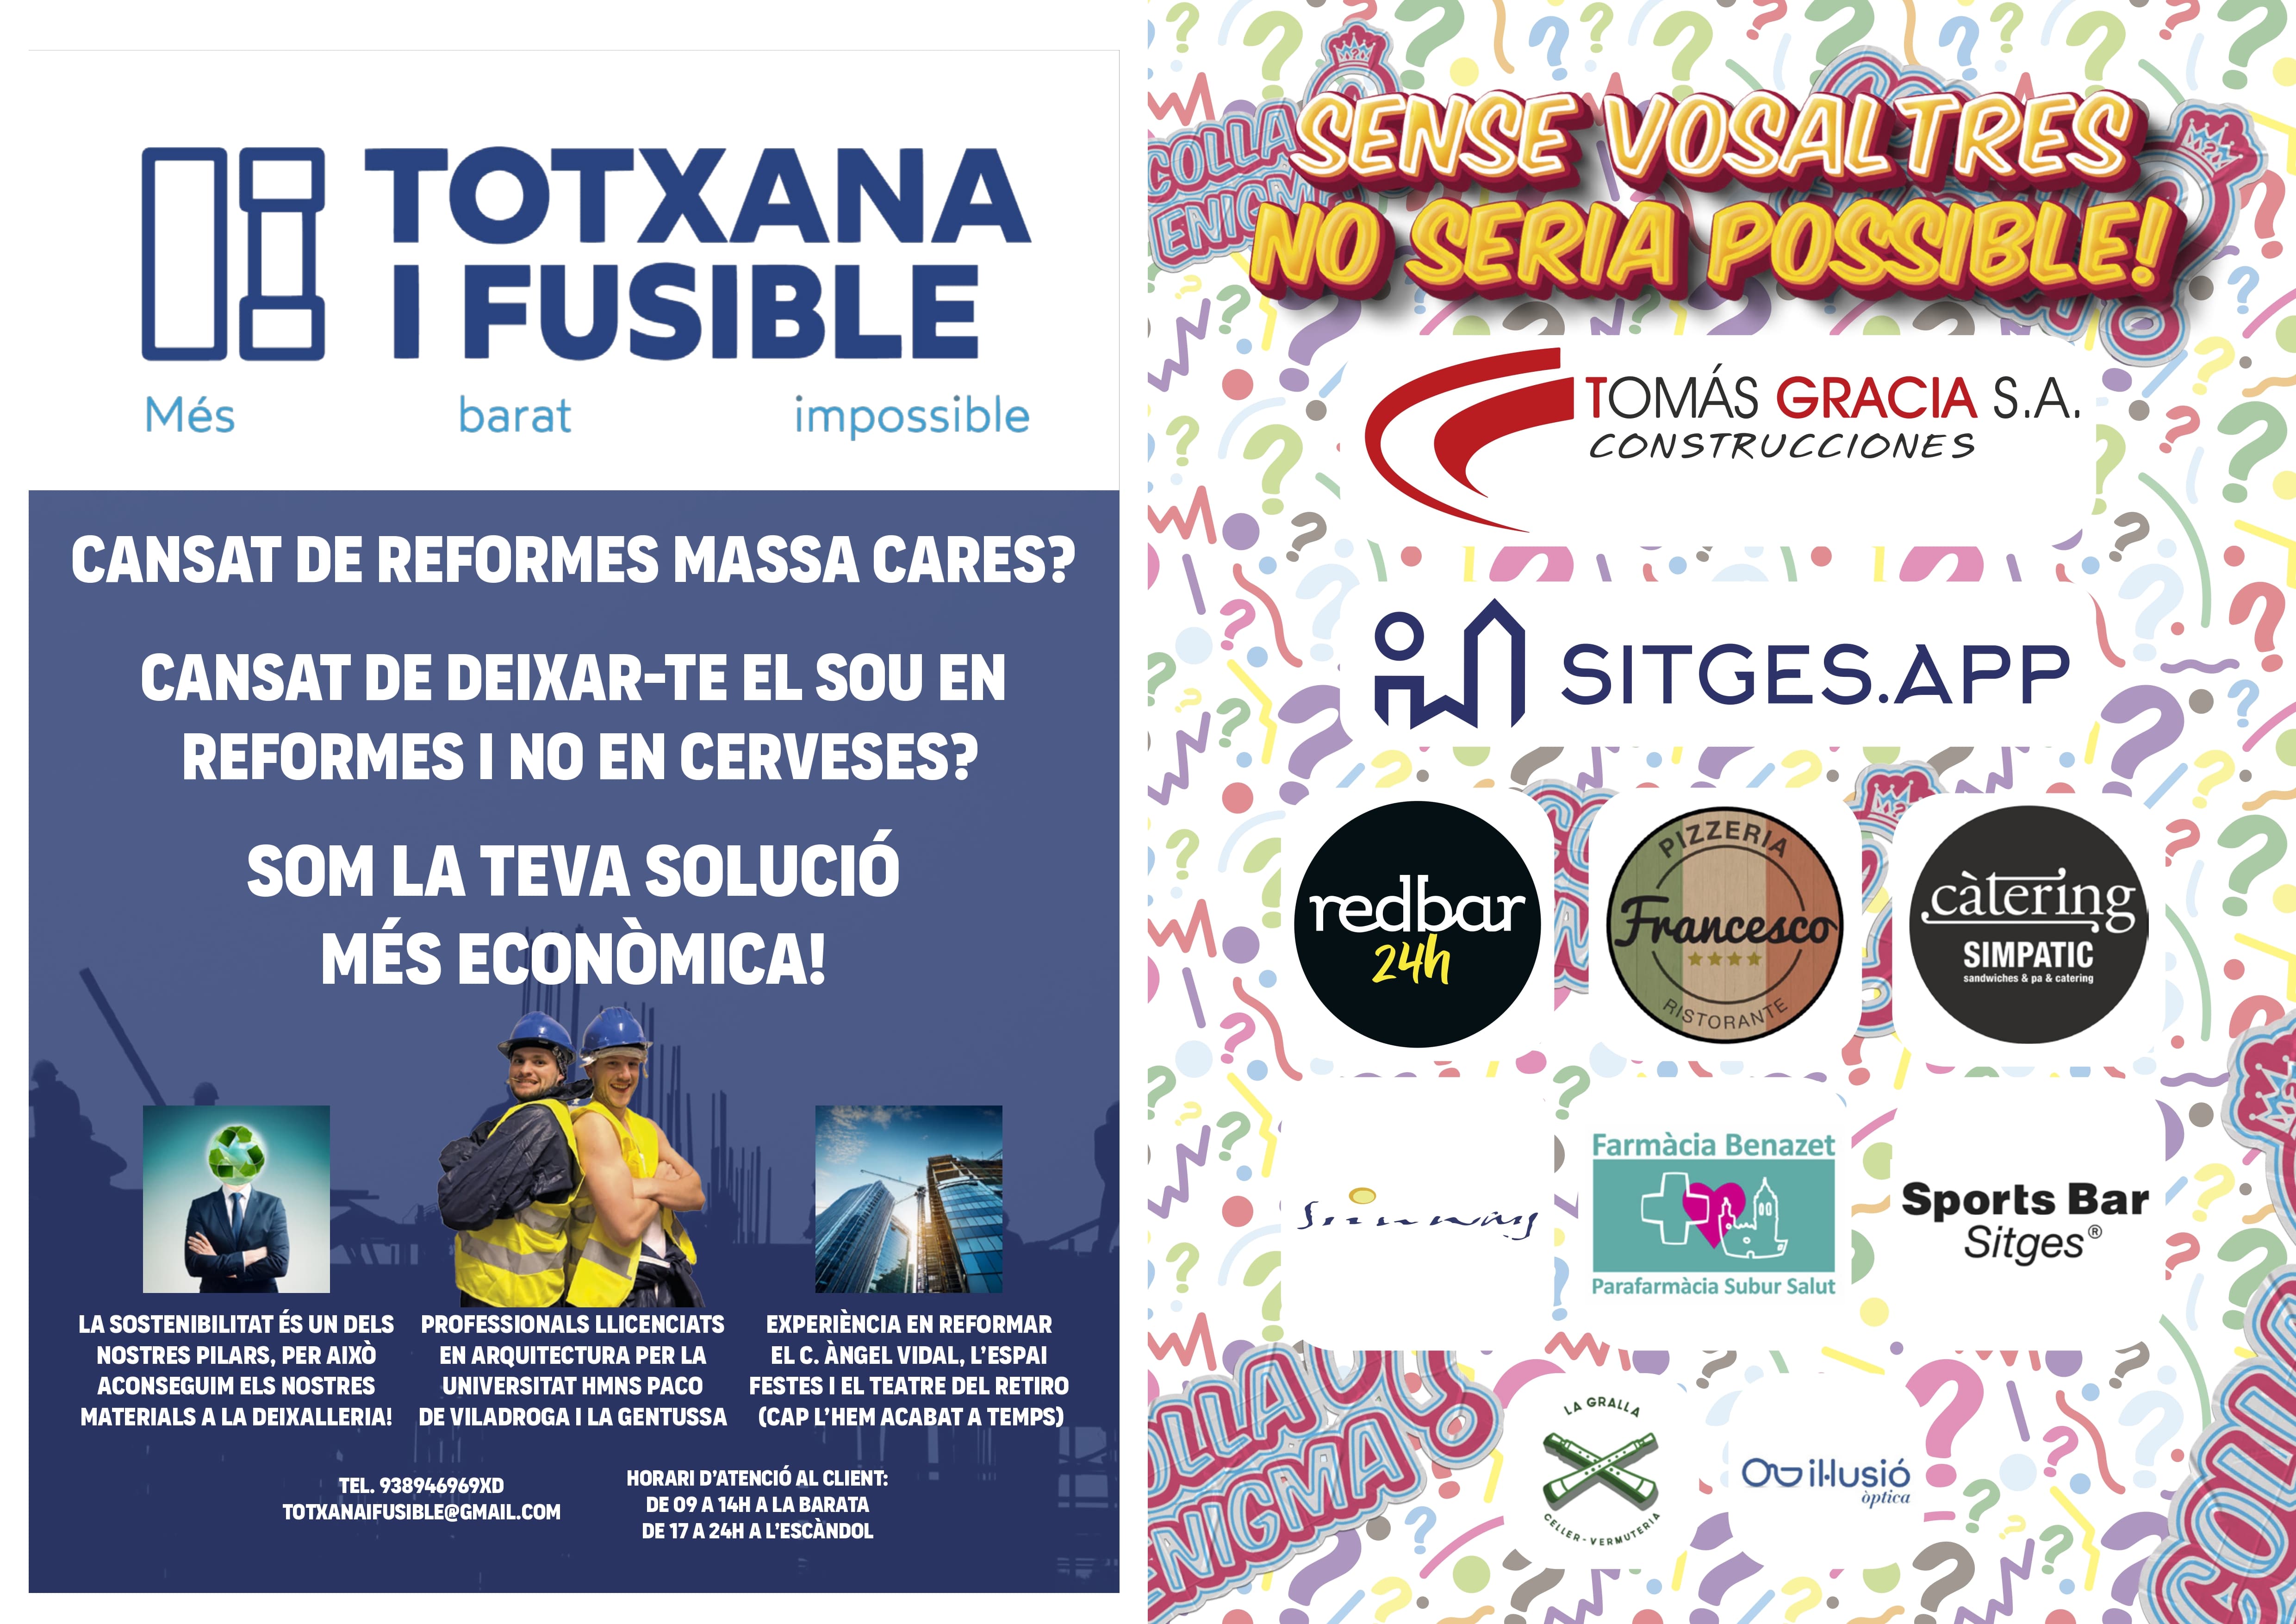 TOTXANA
I FUSIBLE
Més barat impossible
CANSAT DE REFORMES MASSA CARES?
CANSAT DE DEIXAR-TE EL SOU EN
REFORMES I NO EN CERVESES?
SOM LA TEVA SOLUCIÓ
MÉS ECONÒMICA!
LA SOSTENIBILITAT ÉS UN DELS
NOSTRES PILARS, PER AIXÒ
ACONSEGUIM ELS NOSTRES
MATERIALS A LA DEIXALLERIA!
PROFESSIONALS LLICENCIATS
EN ARQUITECTURA PER LA
UNIVERSITAT HMNS PACO
DE VILADROGA I LA GENTUSSA
EXPERIÈNCIA EN REFORMAR
EL C. ÀNGEL VIDAL, L'ESPAI
FESTES I EL TEATRE DEL RETIRO
(CAP L'HEM ACABAT A TEMPS)
TEL. 938946969XD
TOTXANAIFUSIBLE@GMAIL.COM
HORARI D'ATENCIÓ AL CLIENT:
DE 09 A 14H A LA BARATA
DE 17 A 24H A L'ESCÀNDOL
COLLA
ENIGMA
SENSE VOSALTRES
NO SERIA POSSIBLE!
TOMÁS GRACIA S.A.
CONSTRUCCIONES
SITGES.APP
redbar
24h
PIZZERIA
Francesco
RISTORANTE
càtering
SIMPATIC
sandwiches & pa & catering
Sunway
Farmàcia Benazet
Parafarmàcia Subur Salut
Sports Bar
Sitges®
COLLA
ENIGMA
LA GRALLA
CELLER-VERMUTERIA
il·lusió
òptica